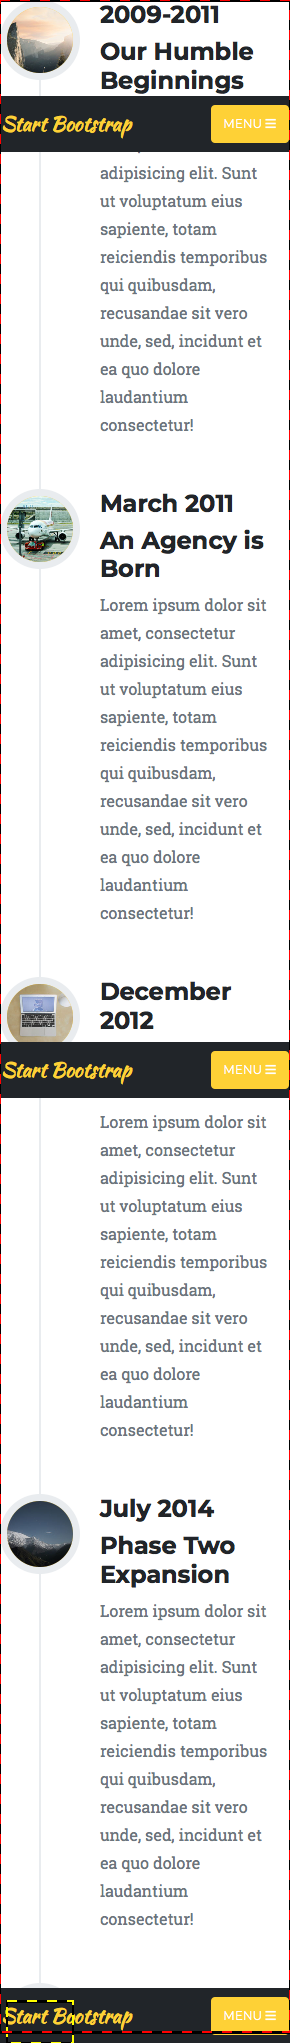 2009-2011
Our Humble
Beginnings
Start Bootstrap
MENU
adipisicing elit. Sunt
ut voluptatum eius
sapiente, totam
reiciendis temporibus
qui quibusdam,
recusandae sit vero
unde, sed, incidunt et
ea quo dolore
laudantium
consectetur!
March 2011
An Agency is
Born
Lorem ipsum dolor sit
amet, consectetur
adipisicing elit. Sunt
ut voluptatum eius
sapiente, totam
reiciendis temporibus
qui quibusdam,
recusandae sit vero
unde, sed, incidunt et
ea quo dolore
laudantium
consectetur!
December
2012
Start Bootstrap
MENU
Lorem ipsum dolor sit
amet, consectetur
adipisicing elit. Sunt
ut voluptatum eius
sapiente, totam
reiciendis temporibus
qui quibusdam,
recusandae sit vero
unde, sed, incidunt et
ea quo dolore
laudantium
consectetur!
July 2014
Phase Two
Expansion
Lorem ipsum dolor sit
amet, consectetur
adipisicing elit. Sunt
ut voluptatum eius
sapiente, totam
reiciendis temporibus
qui quibusdam,
recusandae sit vero
unde, sed, incidunt et
ea quo dolore
laudantium
consectetur!
Start Bootstrap
MENU